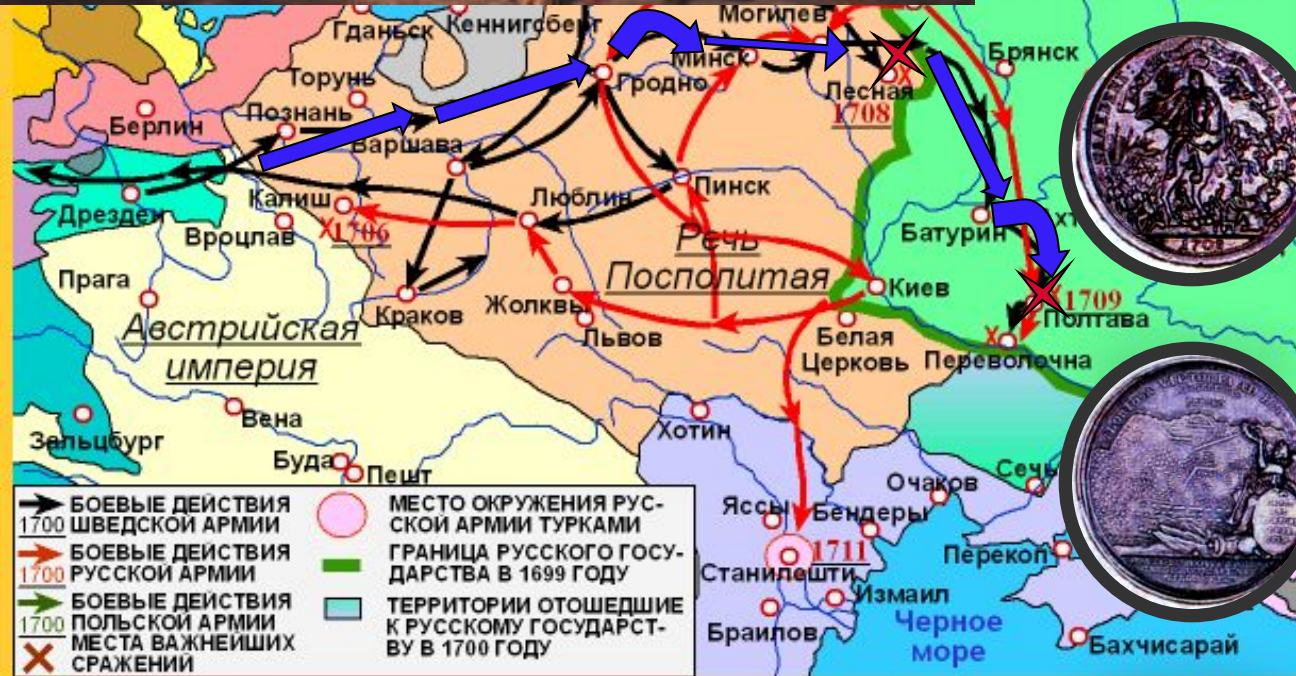 Гданьск
Кеннигсберг
Могилев
Брянск
Торунь
Гродно
Минск
Лесная
1708
Берлин
Познань
Варшава
Дрезден
Калиш
1706
Вроцлав
Люблин
Пинск
Речь
Посполитая
Батурин
Прага
Краков
Жолквы
Львов
Киев
1709
Полтава
Белая
Церковь
Переволочна
Австрийская
империя
Вена
Зальцбург
Буда
Пешт
Хотин
Яссы
Бендеры
Очаков
Сечь
1711
Станилешти
Перекоп
Измаил
Браилов
Черное
море
Бахчисарай
1708
БОЕВЫЕ ДЕЙСТВИЯ
1700 ШВЕДСКОЙ АРМИИ
БОЕВЫЕ ДЕЙСТВИЯ
1700 РУССКОЙ АРМИИ
БОЕВЫЕ ДЕЙСТВИЯ
1700 ПОЛЬСКОЙ АРМИИ
МЕСТА ВАЖНЕЙШИХ
СРАЖЕНИЙ
МЕСТО ОКРУЖЕНИЯ РУС-
СКОЙ АРМИИ ТУРКАМИ
ГРАНИЦА РУССКОГО ГОСУ-
ДАРСТВА В 1699 ГОДУ
ТЕРРИТОРИИ ОТОШЕДШИЕ
К РУССКОМУ ГОСУДАРСТ-
ВУ В 1700 ГОДУ